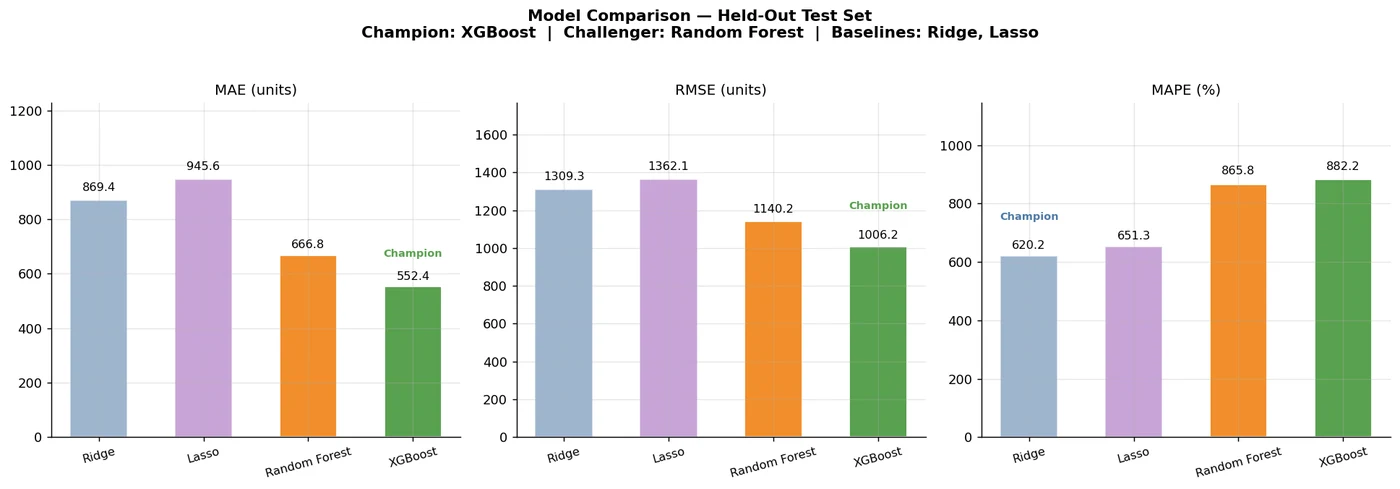 Model Comparison — Held-Out Test Set
Champion: XGBoost | Challenger: Random Forest | Baselines: Ridge, Lasso
MAE (units)
1200
1000
800
600
400
200
0
869.4
945.6
666.8
Champion
552.4
Ridge
Lasso
Random Forest
XGBoost
RMSE (units)
1600
1400
1200
1000
800
600
400
200
0
1309.3
1362.1
1140.2
Champion
1006.2
Ridge
Lasso
Random Forest
XGBoost
MAPE (%)
1000
800
600
400
200
0
Champion
620.2
651.3
865.8
882.2
Ridge
Lasso
Random Forest
XGBoost